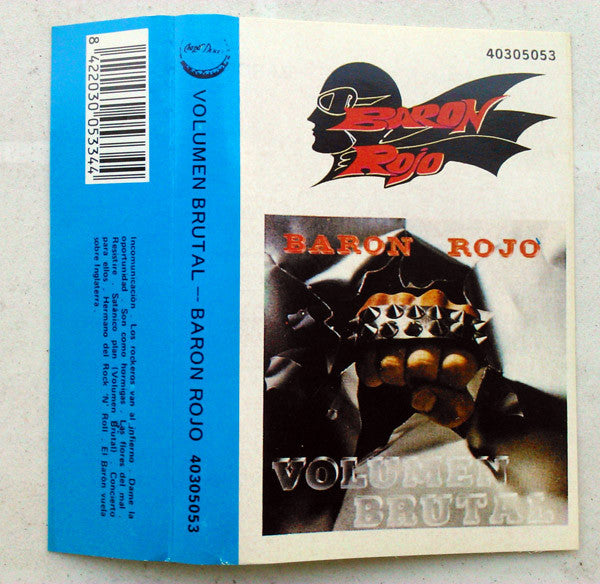 8 422030 053344
Incomunicación . Los rockeros van al infierno . Dame la
oportunidad . Son como hormigas . Las flores del mal .
Resistiré . Satánico plan (Volumen Brutal) . Concierto
para ellos . Hermano del Rock 'N' Roll . El Barón vuela
sobre Inglaterra.
VOLUMEN BRUTAL — BARON ROJO 40305053
40305053
BARON
ROJO
BARON ROJO
VOLUMEN
BRUTAL